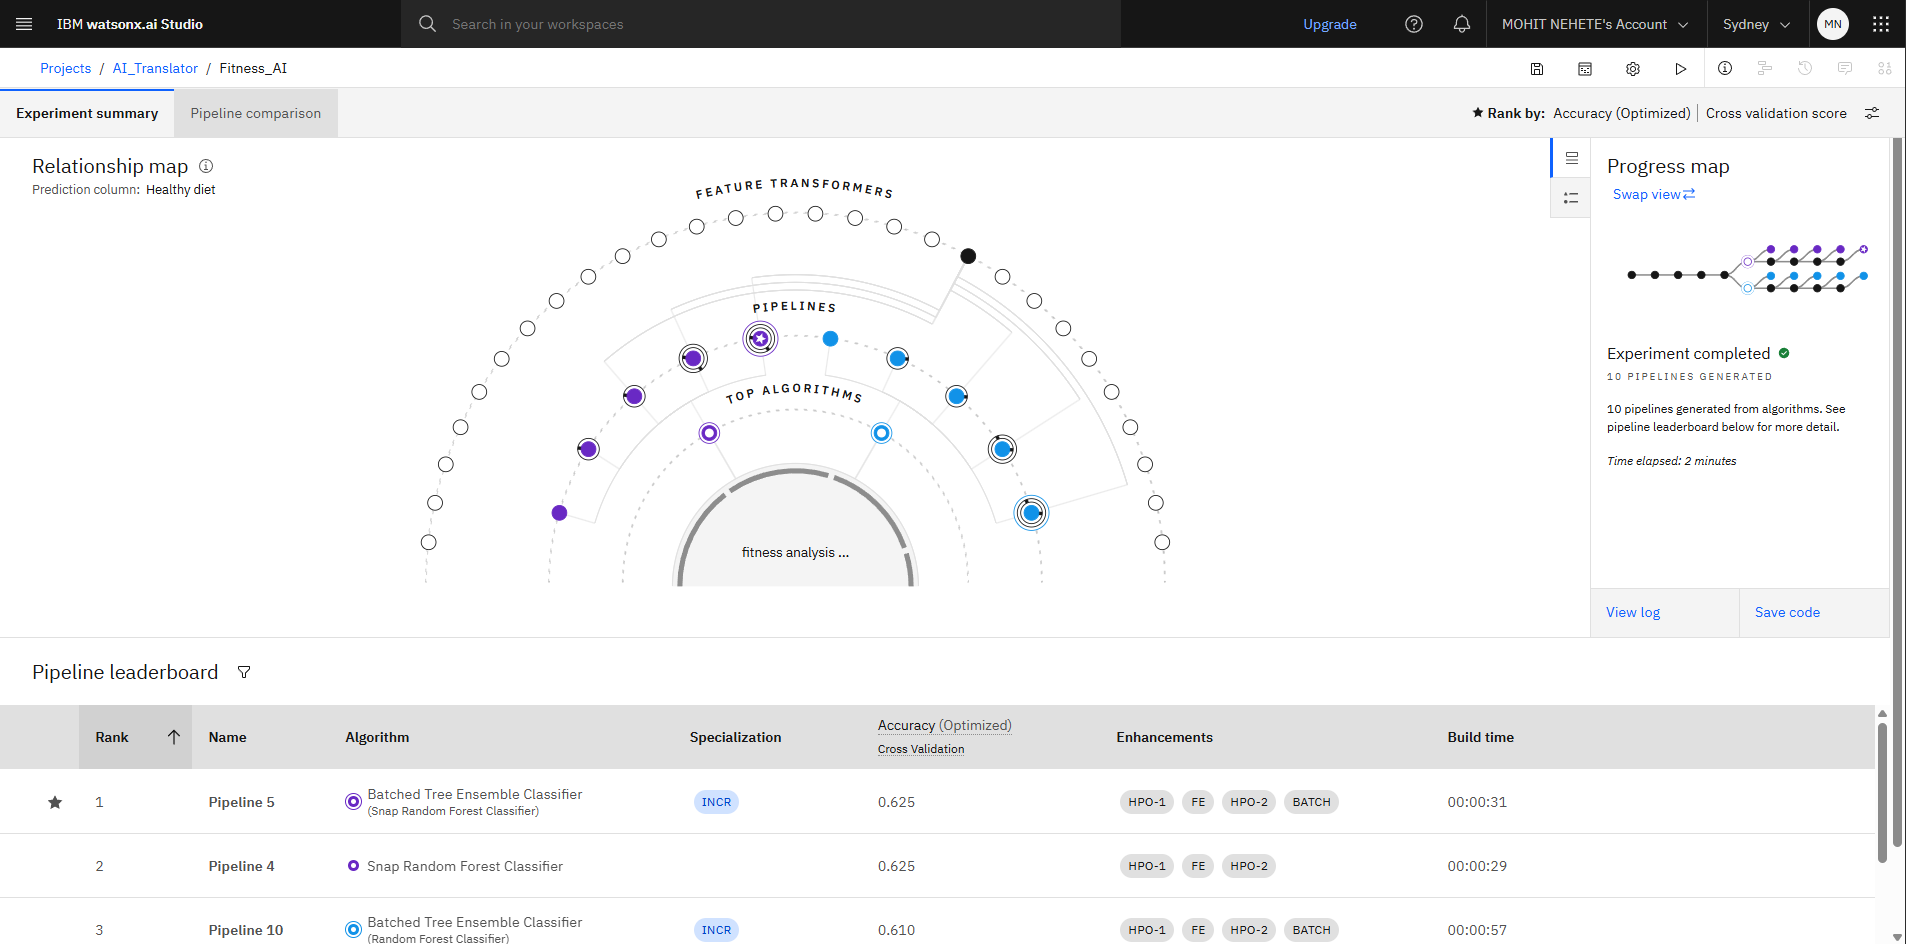 IBM watsonx.ai Studio
Search in your workspaces
Upgrade
MOHIT NEHETE's Account
Sydney
MN
Projects / AI_Translator / Fitness_AI
Experiment summary
Pipeline comparison
Rank by: Accuracy (Optimized) | Cross validation score
Relationship map
Prediction column: Healthy diet
FEATURE TRANSFORMERS
PIPELINES
TOP ALGORITHMS
fitness analysis ...
Progress map
Swap view
Experiment completed
10 PIPELINES GENERATED
10 pipelines generated from algorithms. See
pipeline leaderboard below for more detail.
Time elapsed: 2 minutes
View log
Save code
Pipeline leaderboard
Rank
Name
Algorithm
Specialization
Accuracy (Optimized)
Cross Validation
Enhancements
Build time
1
Pipeline 5
Batched Tree Ensemble Classifier
(Snap Random Forest Classifier)
INCR
0.625
HPO-1 FE HPO-2 BATCH
00:00:31
2
Pipeline 4
Snap Random Forest Classifier
0.625
HPO-1 FE HPO-2
00:00:29
3
Pipeline 10
Batched Tree Ensemble Classifier
(Random Forest Classifier)
INCR
0.610
HPO-1 FE HPO-2 BATCH
00:00:57